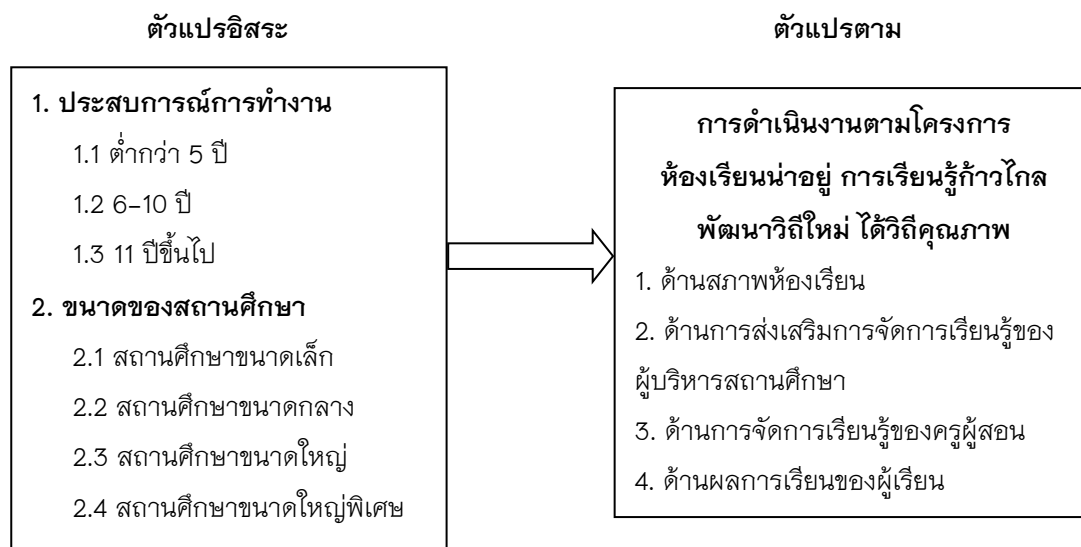 ตัวแปรอิสระ
1. ประสบการณ์การทำงาน
1.1 ต่ำกว่า 5 ปี
1.2 6–10 ปี
1.3 11 ปีขึ้นไป
2. ขนาดของสถานศึกษา
2.1 สถานศึกษาขนาดเล็ก
2.2 สถานศึกษาขนาดกลาง
2.3 สถานศึกษาขนาดใหญ่
2.4 สถานศึกษาขนาดใหญ่พิเศษ
ตัวแปรตาม
การดำเนินงานตามโครงการ
ห้องเรียนน่าอยู่ การเรียนรู้ก้าวไกล
พัฒนาวิถีใหม่ ได้วิถีคุณภาพ
1. ด้านสภาพห้องเรียน
2. ด้านการส่งเสริมการจัดการเรียนรู้ของ
ผู้บริหารสถานศึกษา
3. ด้านการจัดการเรียนรู้ของครูผู้สอน
4. ด้านผลการเรียนของผู้เรียน